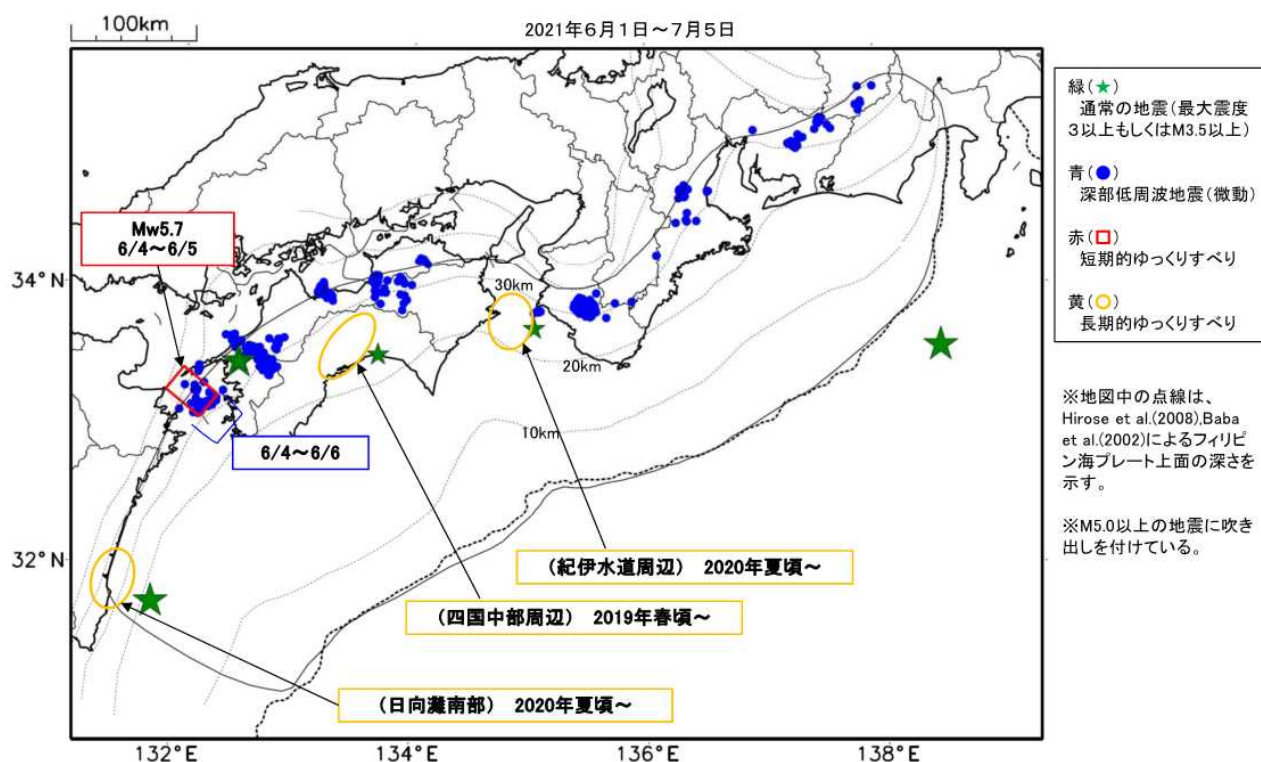 100km
2021年6月1日～7月5日
緑（★）
通常の地震（最大震度
３以上もしくはM3.5以上）
青（●）
深部低周波地震（微動）
赤（□）
短期的ゆっくりすべり
黄（○）
長期的ゆっくりすべり
Mw5.7
6/4～6/5
34°N
30km
20km
10km
※地図中の点線は、
Hirose et al.(2008),Baba
et al.(2002)によるフィリピ
ン海プレート上面の深さを
示す。
※M5.0以上の地震に吹き
出しを付けている。
6/4～6/6
32°N
（紀伊水道周辺） 2020年夏頃～
（四国中部周辺） 2019年春頃～
（日向灘南部） 2020年夏頃～
132°E
134°E
136°E
138°E